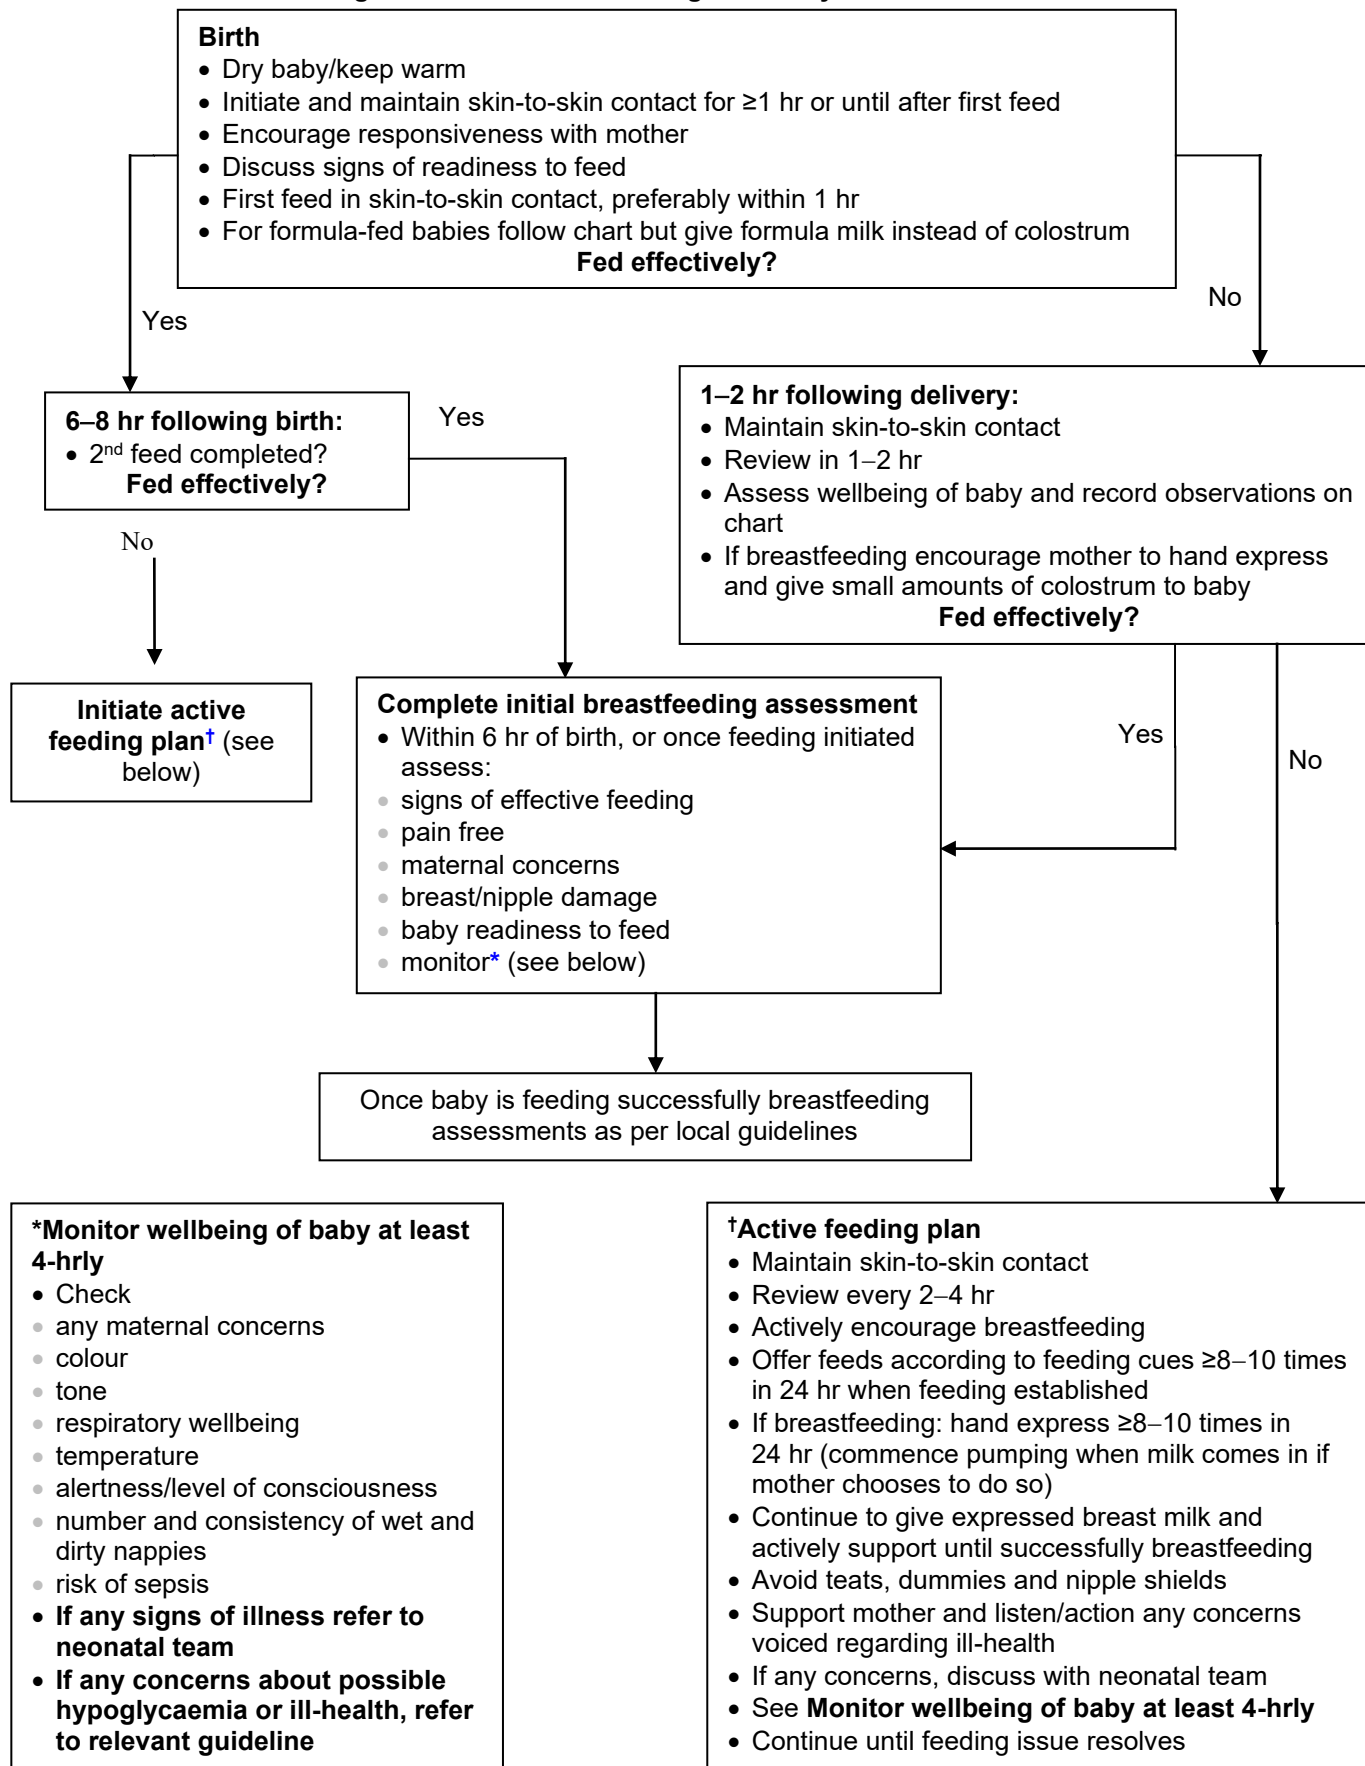 Birth
• Dry baby/keep warm
• Initiate and maintain skin-to-skin contact for ≥1 hr or until after first feed
• Encourage responsiveness with mother
• Discuss signs of readiness to feed
• First feed in skin-to-skin contact, preferably within 1 hr
• For formula-fed babies follow chart but give formula milk instead of colostrum
Fed effectively?
Yes
No
6–8 hr following birth:
• 2nd feed completed?
Fed effectively?
Yes
No
1–2 hr following delivery:
• Maintain skin-to-skin contact
• Review in 1–2 hr
• Assess wellbeing of baby and record observations on
chart
• If breastfeeding encourage mother to hand express
and give small amounts of colostrum to baby
Fed effectively?
Yes
No
Initiate active
feeding plan† (see
below)
Complete initial breastfeeding assessment
• Within 6 hr of birth, or once feeding initiated
assess:
• signs of effective feeding
• pain free
• maternal concerns
• breast/nipple damage
• baby readiness to feed
• monitor* (see below)
Once baby is feeding successfully breastfeeding
assessments as per local guidelines
*Monitor wellbeing of baby at least
4-hrly
• Check
• any maternal concerns
• colour
• tone
• respiratory wellbeing
• temperature
• alertness/level of consciousness
• number and consistency of wet and
dirty nappies
• risk of sepsis
• If any signs of illness refer to
neonatal team
• If any concerns about possible
hypoglycaemia or ill-health, refer
to relevant guideline
†Active feeding plan
• Maintain skin-to-skin contact
• Review every 2–4 hr
• Actively encourage breastfeeding
• Offer feeds according to feeding cues ≥8–10 times
in 24 hr when feeding established
• If breastfeeding: hand express ≥8–10 times in
24 hr (commence pumping when milk comes in if
mother chooses to do so)
• Continue to give expressed breast milk and
actively support until successfully breastfeeding
• Avoid teats, dummies and nipple shields
• Support mother and listen/action any concerns
voiced regarding ill-health
• If any concerns, discuss with neonatal team
• See Monitor wellbeing of baby at least 4-hrly
• Continue until feeding issue resolves